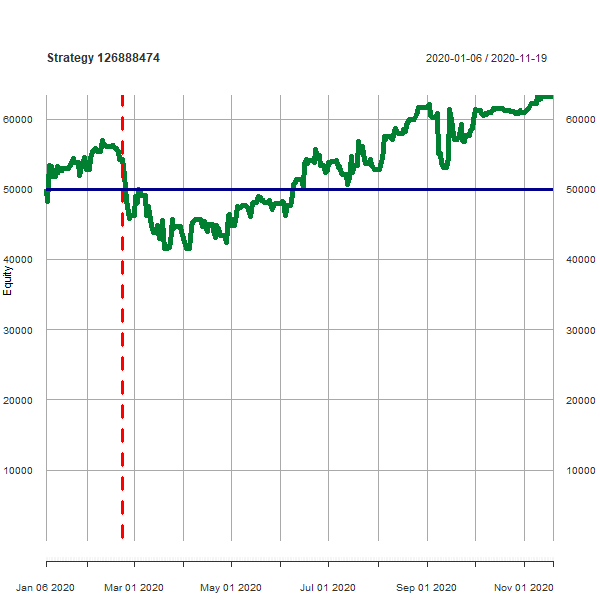 Strategy 126888474 2020-01-06 / 2020-11-19
60000 60000
50000 50000
40000 40000
Equity
30000 30000
20000 20000
10000 10000
Jan 06 2020 Mar 01 2020 May 01 2020 Jul 01 2020 Sep 01 2020 Nov 01 2020